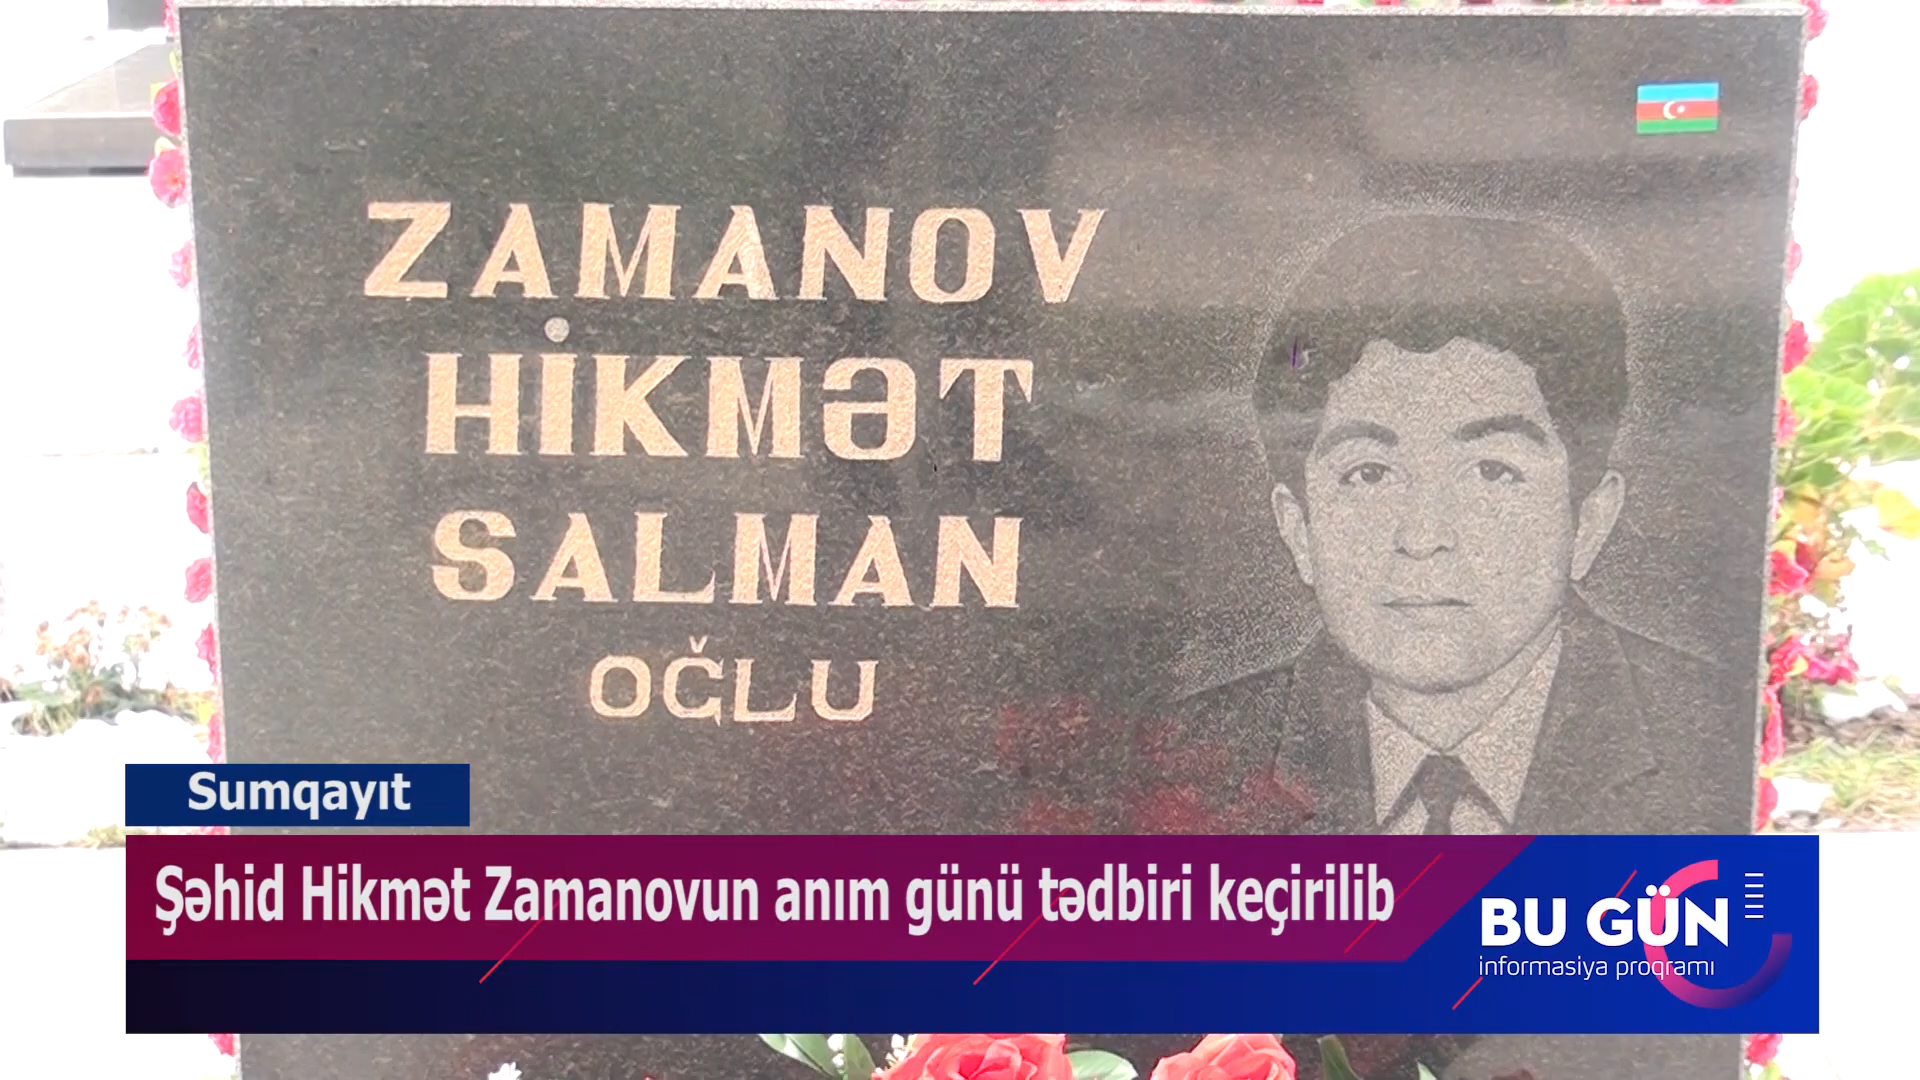 ZAMANOV
HİKMƏT
SALMAN
OĞLU
Sumqayıt
Şəhid Hikmət Zamanovun anım günü tədbiri keçirilib
BU GÜN
informasiya proqramı